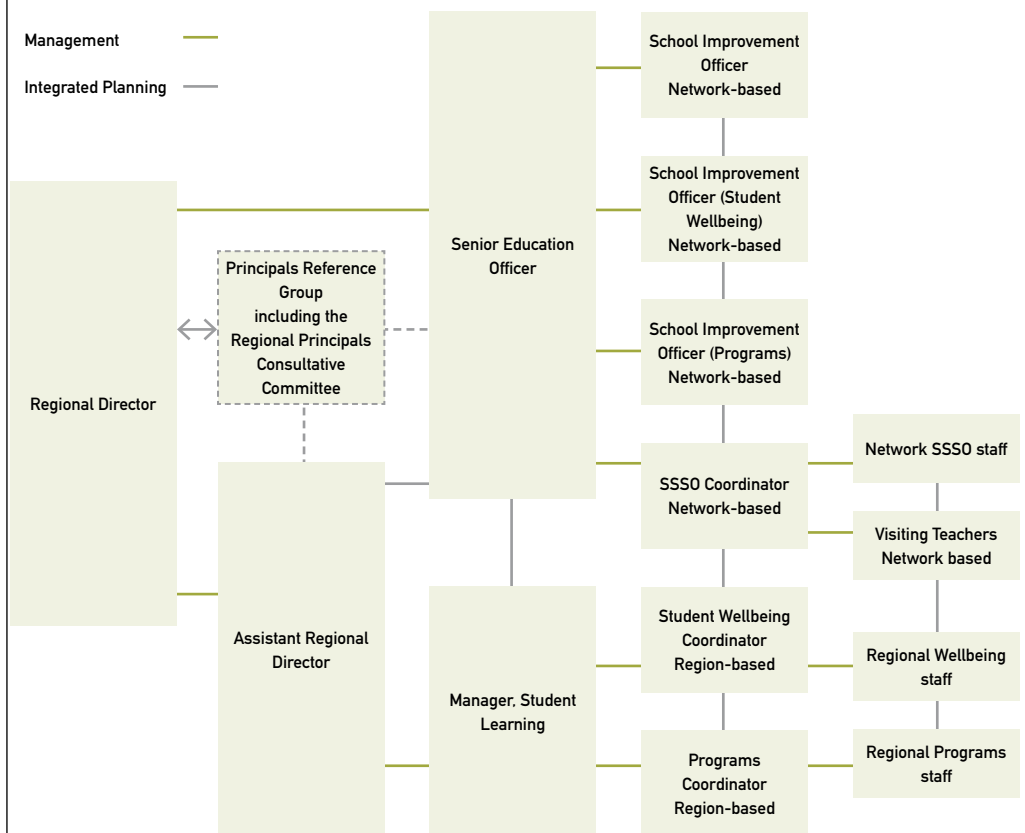 Management
Integrated Planning
Regional Director
Principals Reference
Group
including the
Regional Principals
Consultative
Committee
Assistant Regional
Director
Senior Education
Officer
Manager, Student
Learning
School Improvement
Officer
Network-based
School Improvement
Officer (Student
Wellbeing)
Network-based
School Improvement
Officer (Programs)
Network-based
SSSO Coordinator
Network-based
Student Wellbeing
Coordinator
Region-based
Programs
Coordinator
Region-based
Network SSSO staff
Visiting Teachers
Network based
Regional Wellbeing
staff
Regional Programs
staff